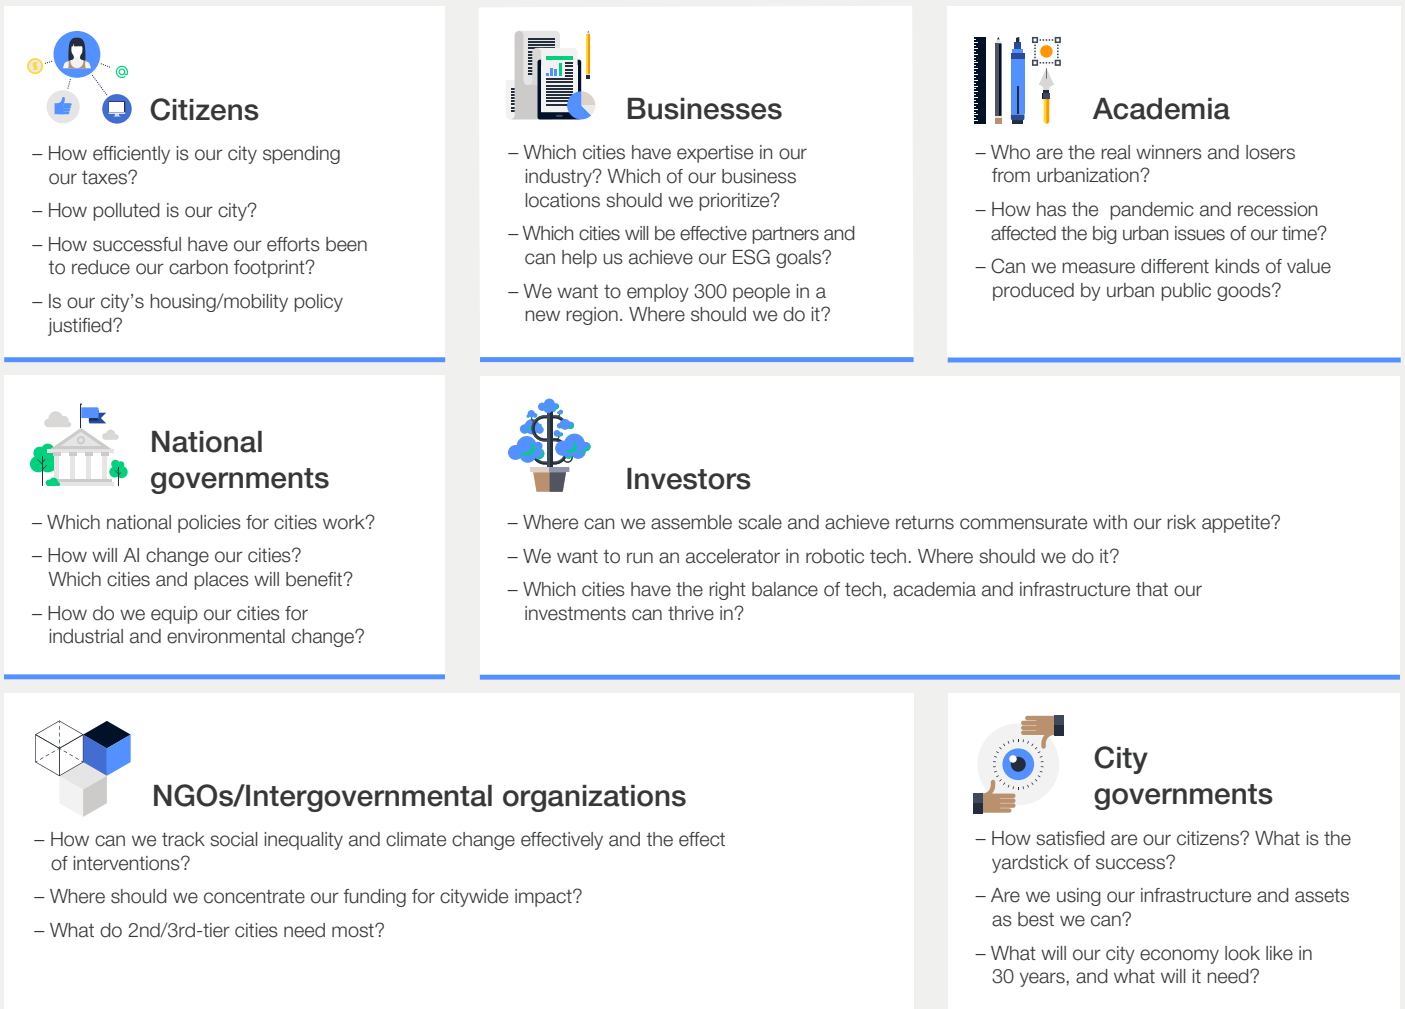 Citizens
– How efficiently is our city spending
our taxes?
– How polluted is our city?
– How successful have our efforts been
to reduce our carbon footprint?
– Is our city’s housing/mobility policy
justified?
Businesses
– Which cities have expertise in our
industry? Which of our business
locations should we prioritize?
– Which cities will be effective partners and
can help us achieve our ESG goals?
– We want to employ 300 people in a
new region. Where should we do it?
Academia
– Who are the real winners and losers
from urbanization?
– How has the pandemic and recession
affected the big urban issues of our time?
– Can we measure different kinds of value
produced by urban public goods?
National
governments
– Which national policies for cities work?
– How will AI change our cities?
Which cities and places will benefit?
– How do we equip our cities for
industrial and environmental change?
Investors
– Where can we assemble scale and achieve returns commensurate with our risk appetite?
– We want to run an accelerator in robotic tech. Where should we do it?
– Which cities have the right balance of tech, academia and infrastructure that our
investments can thrive in?
NGOs/Intergovernmental organizations
– How can we track social inequality and climate change effectively and the effect
of interventions?
– Where should we concentrate our funding for citywide impact?
– What do 2nd/3rd-tier cities need most?
City
governments
– How satisfied are our citizens? What is the
yardstick of success?
– Are we using our infrastructure and assets
as best we can?
– What will our city economy look like in
30 years, and what will it need?